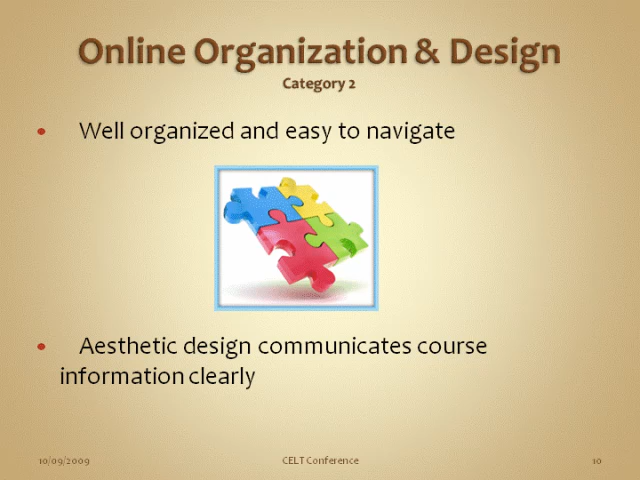 Online Organization & Design
Category 2
• Well organized and easy to navigate
• Aesthetic design communicates course
information clearly
10/09/2009 CELT Conference 10